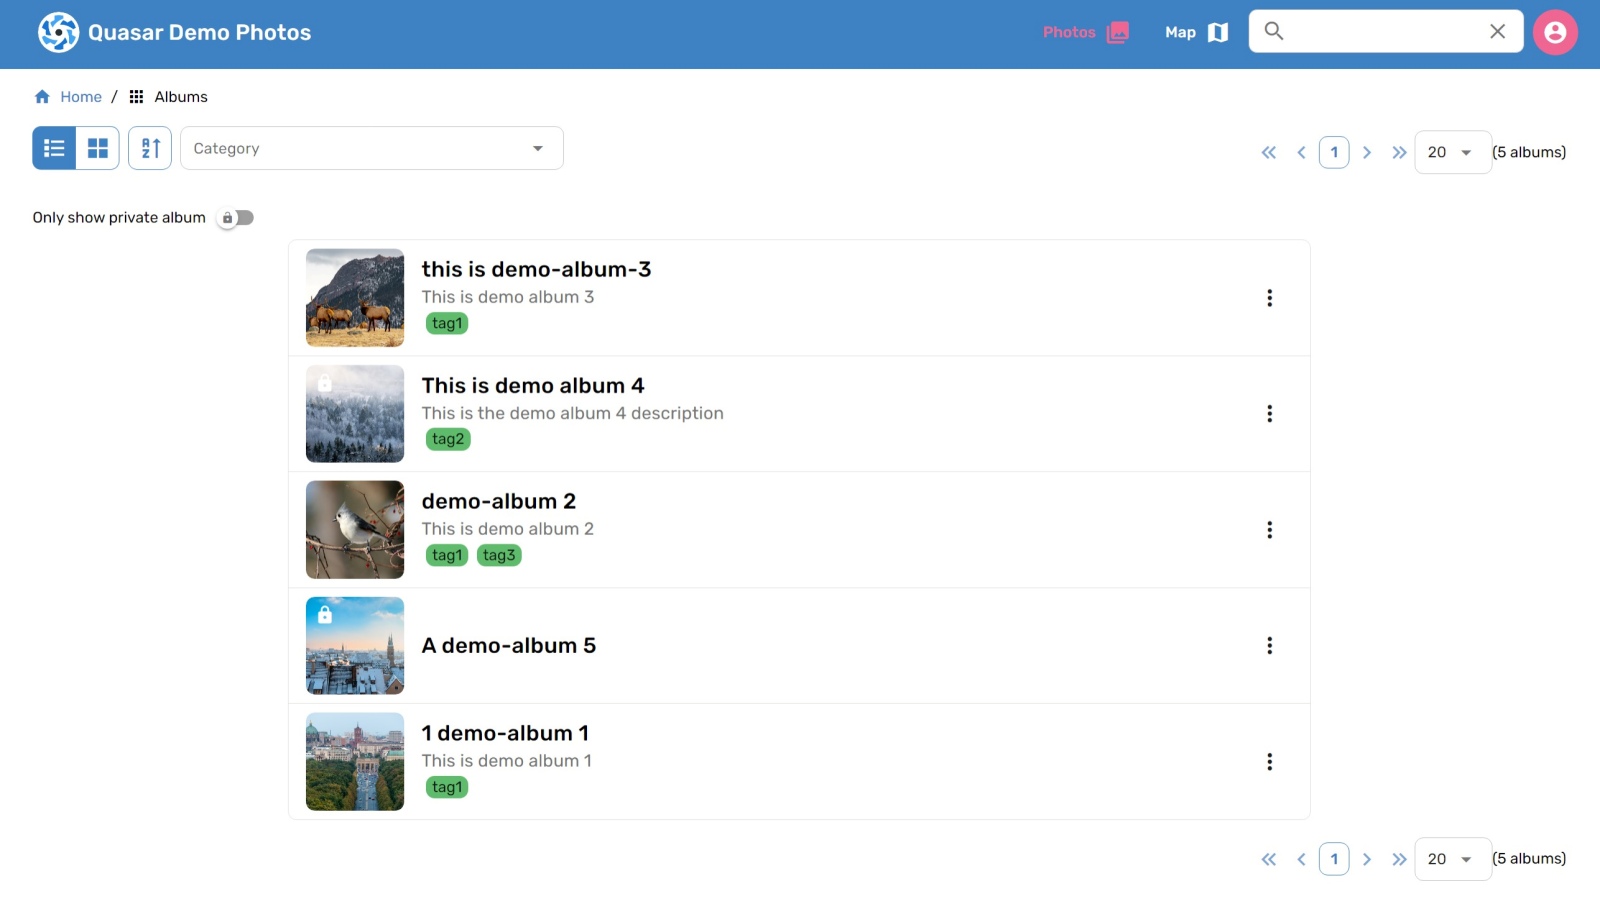 Quasar Demo Photos
Photos
Map
Home / Albums
A
Z
Category
1
20
(5 albums)
Only show private album
this is demo-album-3
This is demo album 3
tag1
This is demo album 4
This is the demo album 4 description
tag2
demo-album 2
This is demo album 2
tag1 tag3
A demo-album 5
1 demo-album 1
This is demo album 1
tag1
1
20
(5 albums)